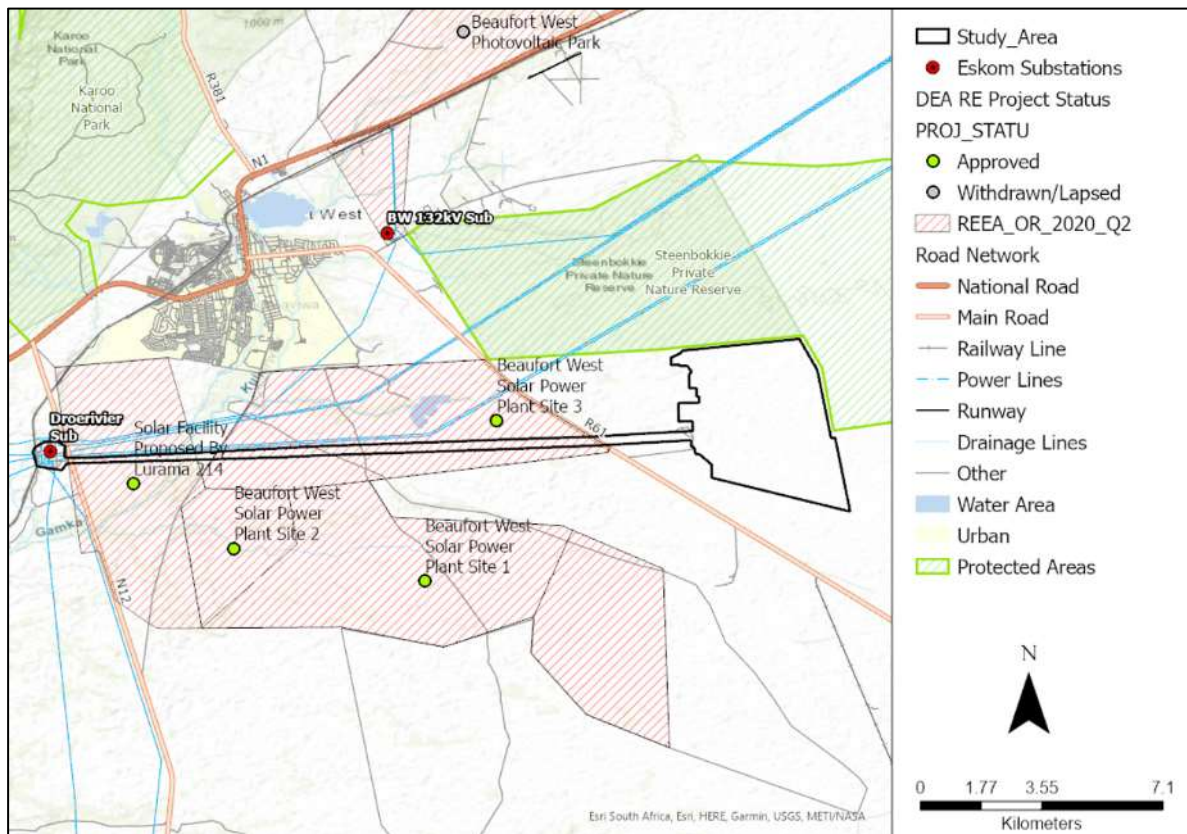 1000 m
Beaufort West
Photovoltaic Park
Karoo
National
Park
Karoo
National
Park
R381
N1
t West
BW 132kV Sub
Steenbokkie
Private Nature
Reserve
Steenbokkie
Private
Nature Reserve
Beaufort West
Solar Power
Plant Site 3
Droerivier
Sub
Solar Facility
Proposed By
Lurama 214
R61
Beaufort West
Solar Power
Plant Site 2
Gamka
Beaufort West
Solar Power
Plant Site 1
N12
Esri South Africa, Esri, HERE, Garmin, USGS, METI/NASA
Study_Area
Eskom Substations
DEA RE Project Status
PROJ_STATU
Approved
Withdrawn/Lapsed
REEA_OR_2020_Q2
Road Network
National Road
Main Road
Railway Line
Power Lines
Runway
Drainage Lines
Other
Water Area
Urban
Protected Areas
N
0 1.77 3.55 7.1
Kilometers